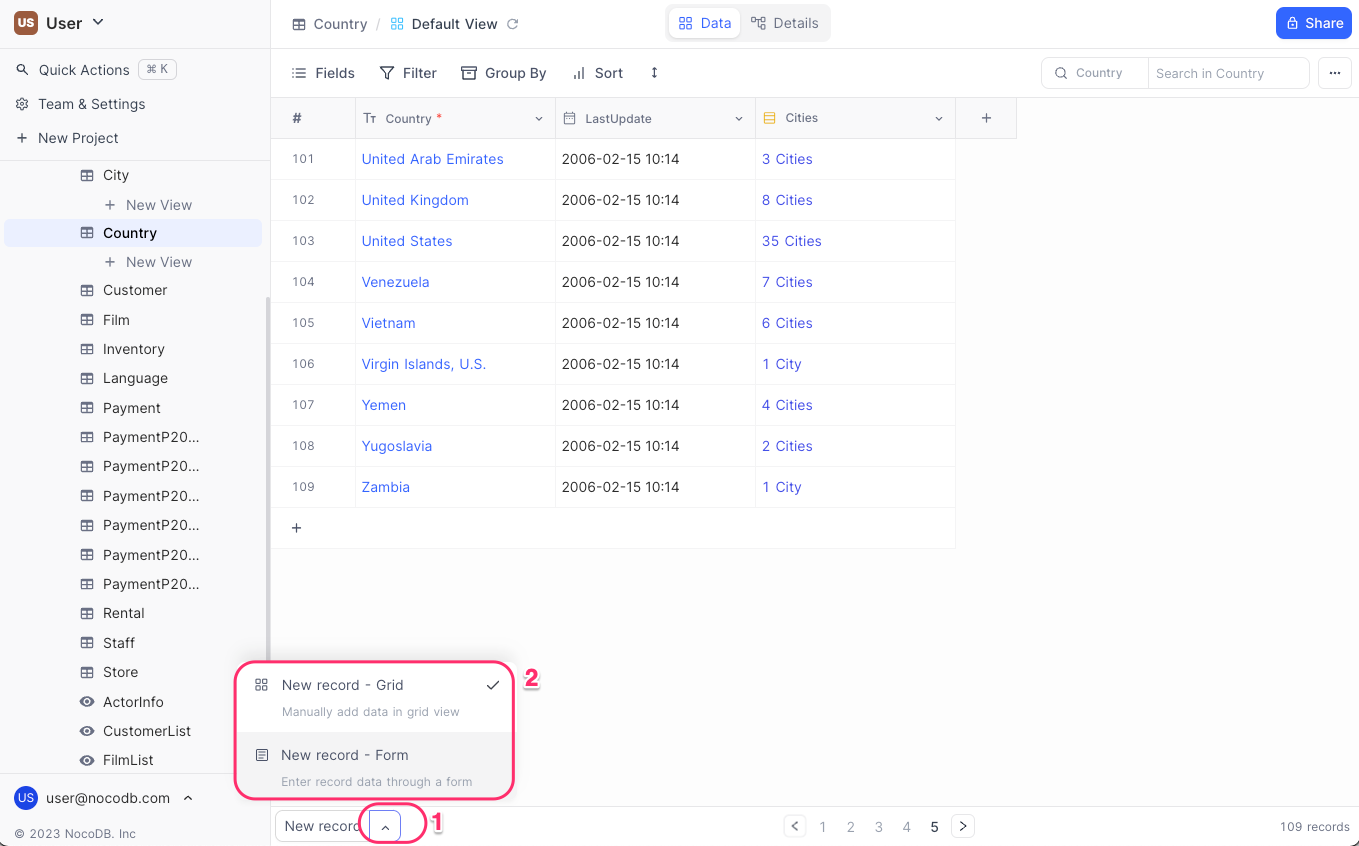 US User
Quick Actions ⌘ K
Team & Settings
+ New Project
City
+ New View
Country
+ New View
Customer
Film
Inventory
Language
Payment
PaymentP20...
PaymentP20...
PaymentP20...
PaymentP20...
PaymentP20...
PaymentP20...
Rental
Staff
Store
ActorInfo
CustomerList
FilmList
US user@nocodb.com
© 2023 NocoDB. Inc
Country / Default View
Data Details
Share
Fields Filter Group By Sort
Country Search in Country
# Country * LastUpdate Cities +
101 United Arab Emirates 2006-02-15 10:14 3 Cities
102 United Kingdom 2006-02-15 10:14 8 Cities
103 United States 2006-02-15 10:14 35 Cities
104 Venezuela 2006-02-15 10:14 7 Cities
105 Vietnam 2006-02-15 10:14 6 Cities
106 Virgin Islands, U.S. 2006-02-15 10:14 1 City
107 Yemen 2006-02-15 10:14 4 Cities
108 Yugoslavia 2006-02-15 10:14 2 Cities
109 Zambia 2006-02-15 10:14 1 City
+
New record - Grid
Manually add data in grid view
New record - Form
Enter record data through a form
2
New record
1
1 2 3 4 5
109 records